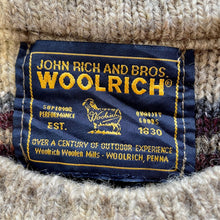 JOHN RICH AND BROS.
WOOLRICH®
SUPERIOR PERFORMANCE
QUALITY GOODS
Woolrich
EST. 1830
OVER A CENTURY OF OUTDOOR EXPERIENCE
Woolrich Woolen Mills - WOOLRICH, PENNA